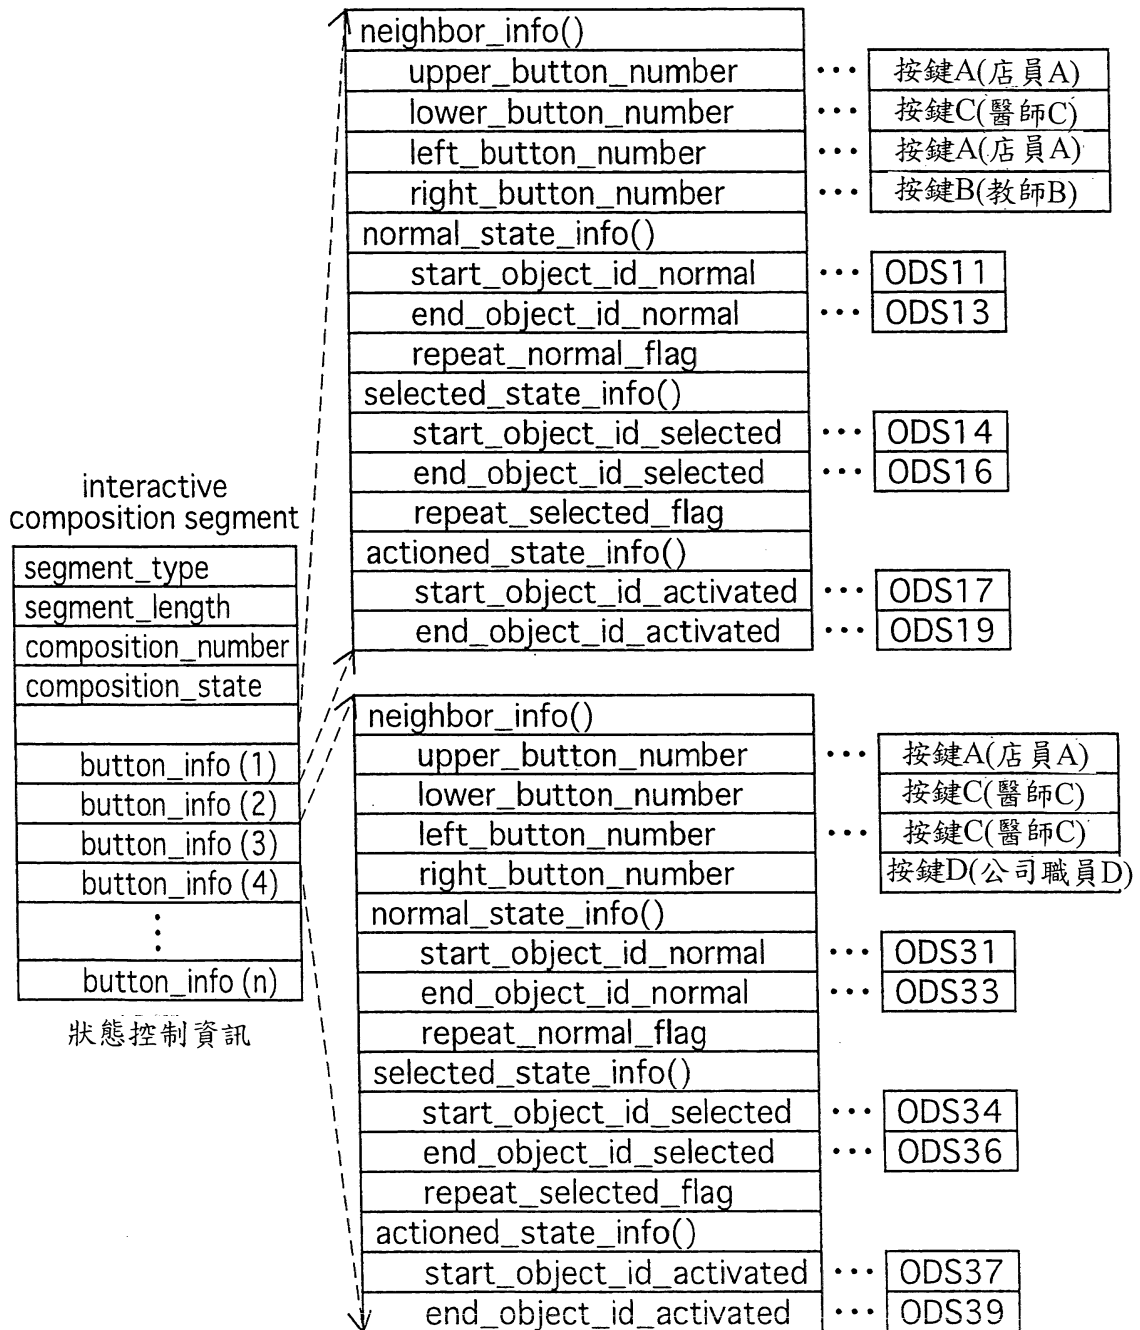 neighbor_info()
upper_button_number ••• 按鍵A(店員A)
lower_button_number ••• 按鍵C(醫師C)
left_button_number ••• 按鍵A(店員A)
right_button_number ••• 按鍵B(教師B)
normal_state_info()
start_object_id_normal ••• ODS11
end_object_id_normal ••• ODS13
repeat_normal_flag
selected_state_info()
start_object_id_selected ••• ODS14
end_object_id_selected ••• ODS16
repeat_selected_flag
actioned_state_info()
start_object_id_activated ••• ODS17
end_object_id_activated ••• ODS19
interactive
composition segment
segment_type
segment_length
composition_number
composition_state
button_info (1)
button_info (2)
button_info (3)
button_info (4)
button_info (n)
狀態控制資訊
neighbor_info()
upper_button_number ••• 按鍵A(店員A)
lower_button_number 按鍵C(醫師C)
left_button_number ••• 按鍵C(醫師C)
right_button_number 按鍵D(公司職員D)
normal_state_info()
start_object_id_normal ••• ODS31
end_object_id_normal ••• ODS33
repeat_normal_flag
selected_state_info()
start_object_id_selected ••• ODS34
end_object_id_selected ••• ODS36
repeat_selected_flag
actioned_state_info()
start_object_id_activated ••• ODS37
end_object_id_activated ••• ODS39